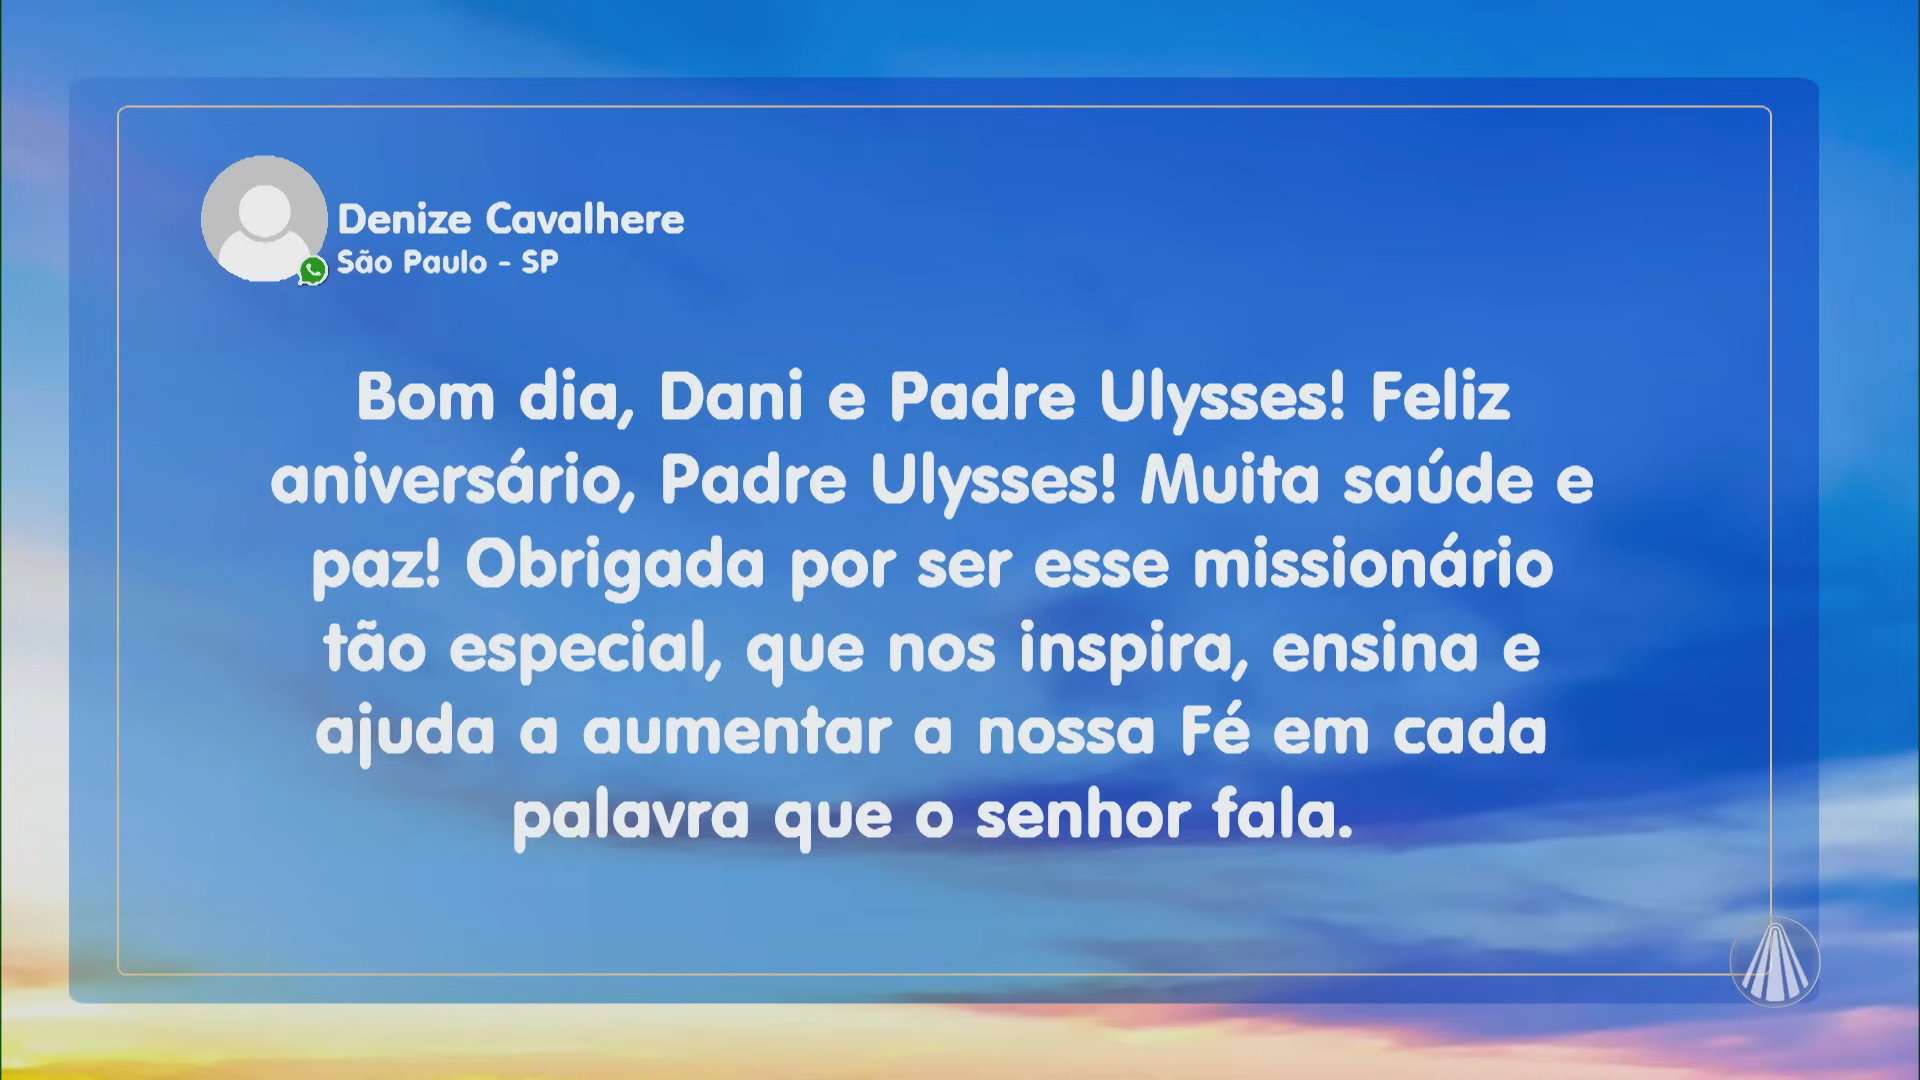 Denize Cavalhere
São Paulo - SP
Bom dia, Dani e Padre Ulysses! Feliz
aniversário, Padre Ulysses! Muita saúde e
paz! Obrigada por ser esse missionário
tão especial, que nos inspira, ensina e
ajuda a aumentar a nossa Fé em cada
palavra que o senhor fala.